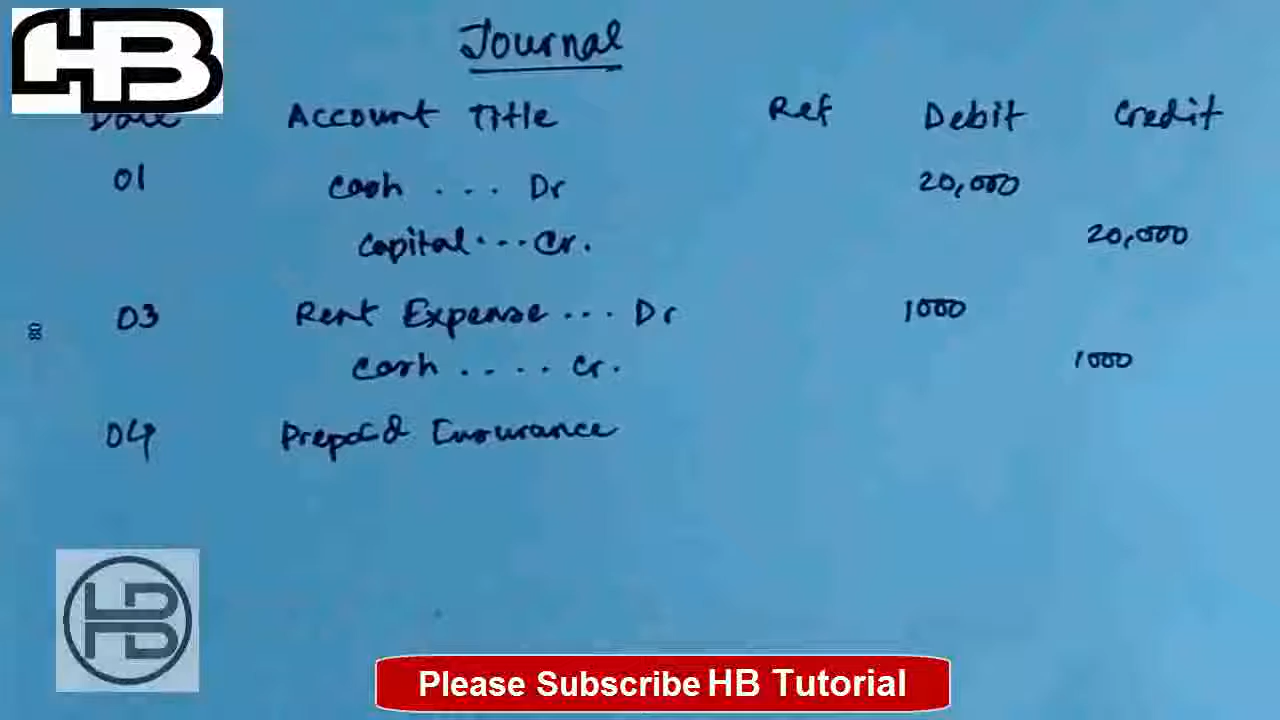 HB
Journal
Date Account Title Ref Debit Credit
01 Cash ... Dr 20,000
Capital ... Cr. 20,000
03 Rent Expense ... Dr 1000
Cash .... Cr. 1000
04 Prepaid Insurance
HB
Please Subscribe HB Tutorial